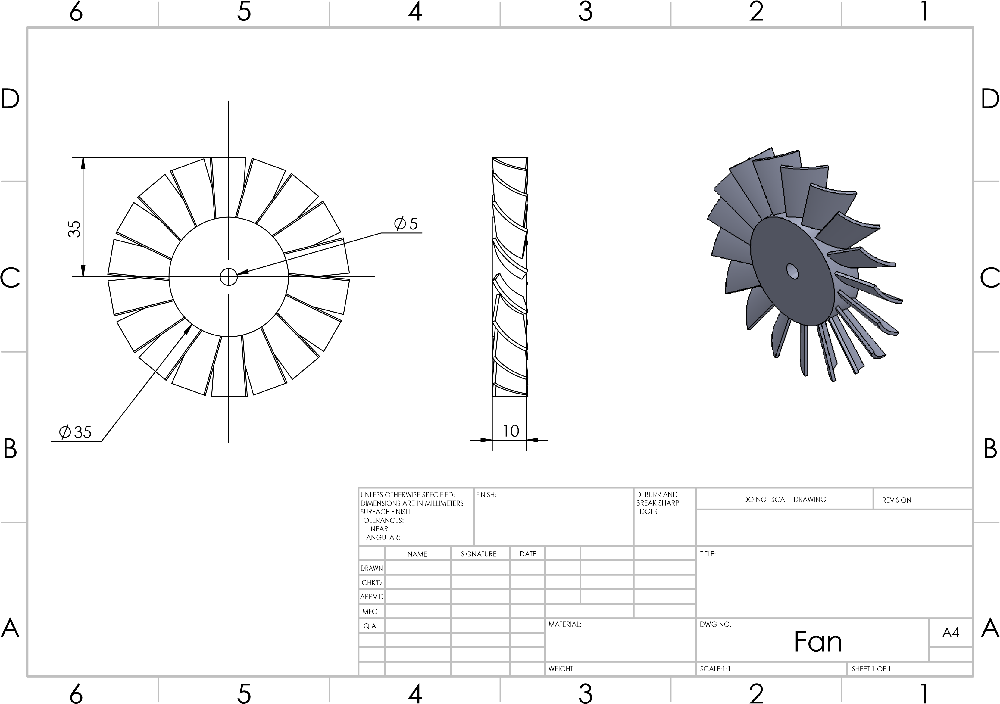 6 5 4 3 2 1
D D
35
⌀5
C C
⌀35
10
B B
UNLESS OTHERWISE SPECIFIED:
DIMENSIONS ARE IN MILLIMETERS
SURFACE FINISH:
TOLERANCES:
LINEAR:
ANGULAR:
FINISH:
DEBURR AND
BREAK SHARP
EDGES
DO NOT SCALE DRAWING
REVISION
NAME SIGNATURE DATE
TITLE:
DRAWN
CHK'D
APPV'D
MFG
Q.A
MATERIAL:
DWG NO.
Fan
A4
A A
WEIGHT:
SCALE:1:1
SHEET 1 OF 1
6 5 4 3 2 1